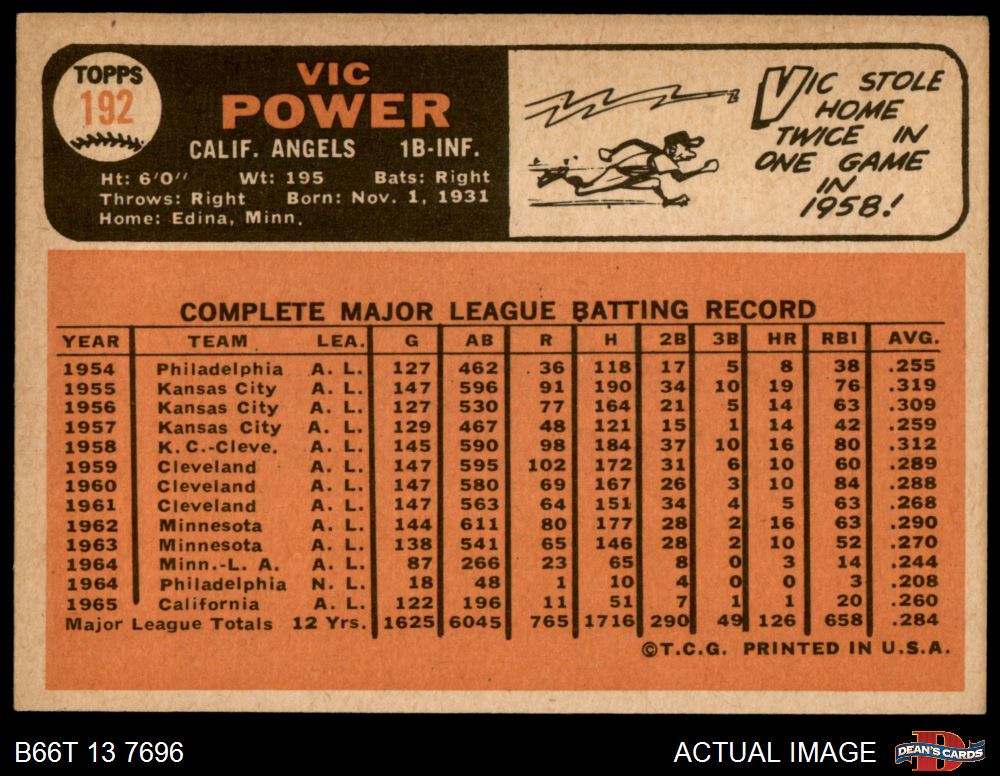 TOPPS
192
VIC
POWER
CALIF. ANGELS 1B-INF.
Ht: 6'0" Wt: 195 Bats: Right
Throws: Right Born: Nov. 1, 1931
Home: Edina, Minn.
VIC STOLE
HOME
TWICE IN
ONE GAME
IN
1958!
COMPLETE MAJOR LEAGUE BATTING RECORD
YEAR TEAM LEA. G AB R H 2B 3B HR RBI AVG.
1954 Philadelphia A. L. 127 462 36 118 17 5 8 38 .255
1955 Kansas City A. L. 147 596 91 190 34 10 19 76 .319
1956 Kansas City A. L. 127 530 77 164 21 5 14 63 .309
1957 Kansas City A. L. 129 467 48 121 15 1 14 42 .259
1958 K. C.-Cleve. A. L. 145 590 98 184 37 10 16 80 .312
1959 Cleveland A. L. 147 595 102 172 31 6 10 60 .289
1960 Cleveland A. L. 147 580 69 167 26 3 10 84 .288
1961 Cleveland A. L. 147 563 64 151 34 4 5 63 .268
1962 Minnesota A. L. 144 611 80 177 28 2 16 63 .290
1963 Minnesota A. L. 138 541 65 146 28 2 10 52 .270
1964 Minn.-L. A. A. L. 87 266 23 65 8 0 3 14 .244
1964 Philadelphia N. L. 18 48 1 10 4 0 0 3 .208
1965 California A. L. 122 196 11 51 7 1 1 20 .260
Major League Totals 12 Yrs. 1625 6045 765 1716 290 49 126 658 .284
©T.C.G. PRINTED IN U.S.A.
B66T 13 7696
ACTUAL IMAGE
D
DEAN'S CARDS